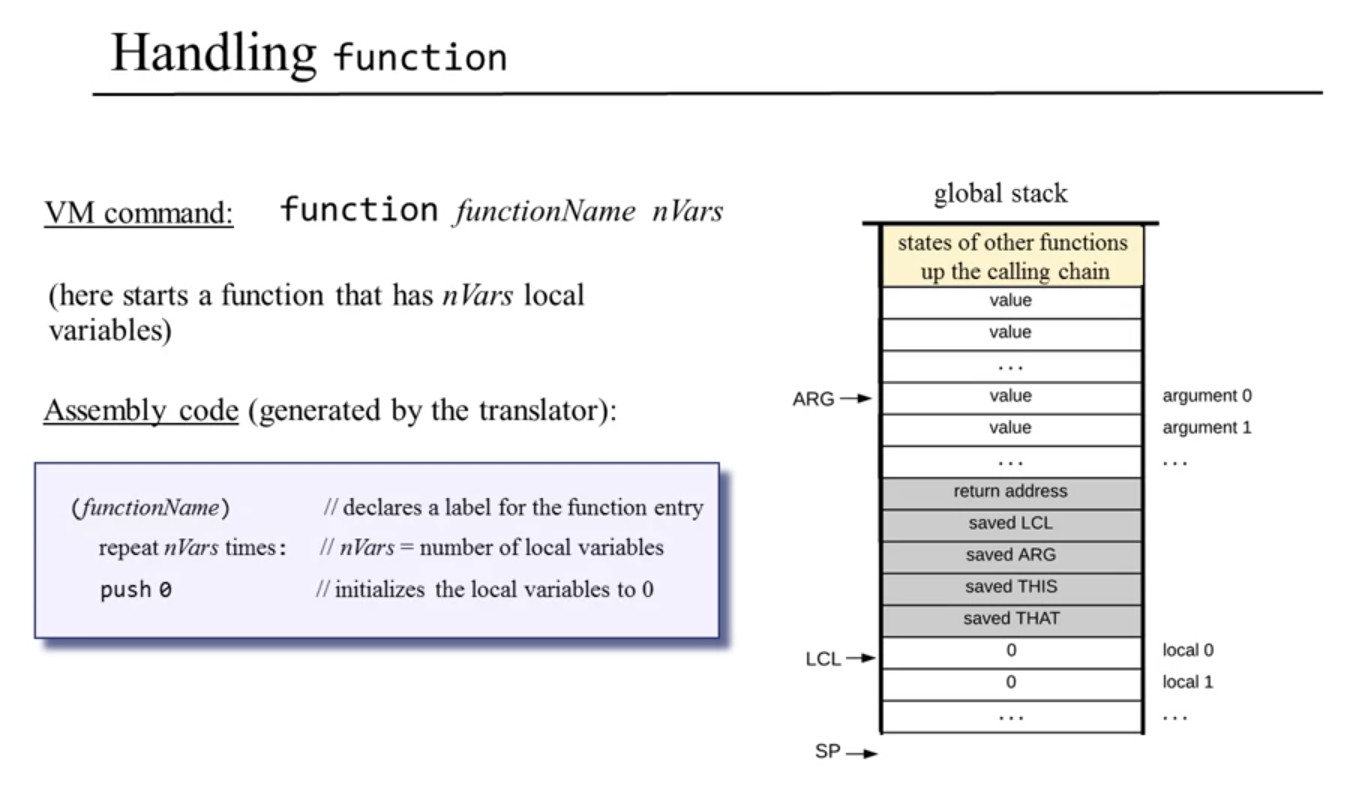 Handling function
VM command: function functionName nVars
(here starts a function that has nVars local
variables)
Assembly code (generated by the translator):
(functionName) // declares a label for the function entry
repeat nVars times: // nVars = number of local variables
push 0 // initializes the local variables to 0
global stack
states of other functions
up the calling chain
value
value
...
ARG value argument 0
value argument 1
... ...
return address
saved LCL
saved ARG
saved THIS
saved THAT
LCL 0 local 0
0 local 1
... ...
SP